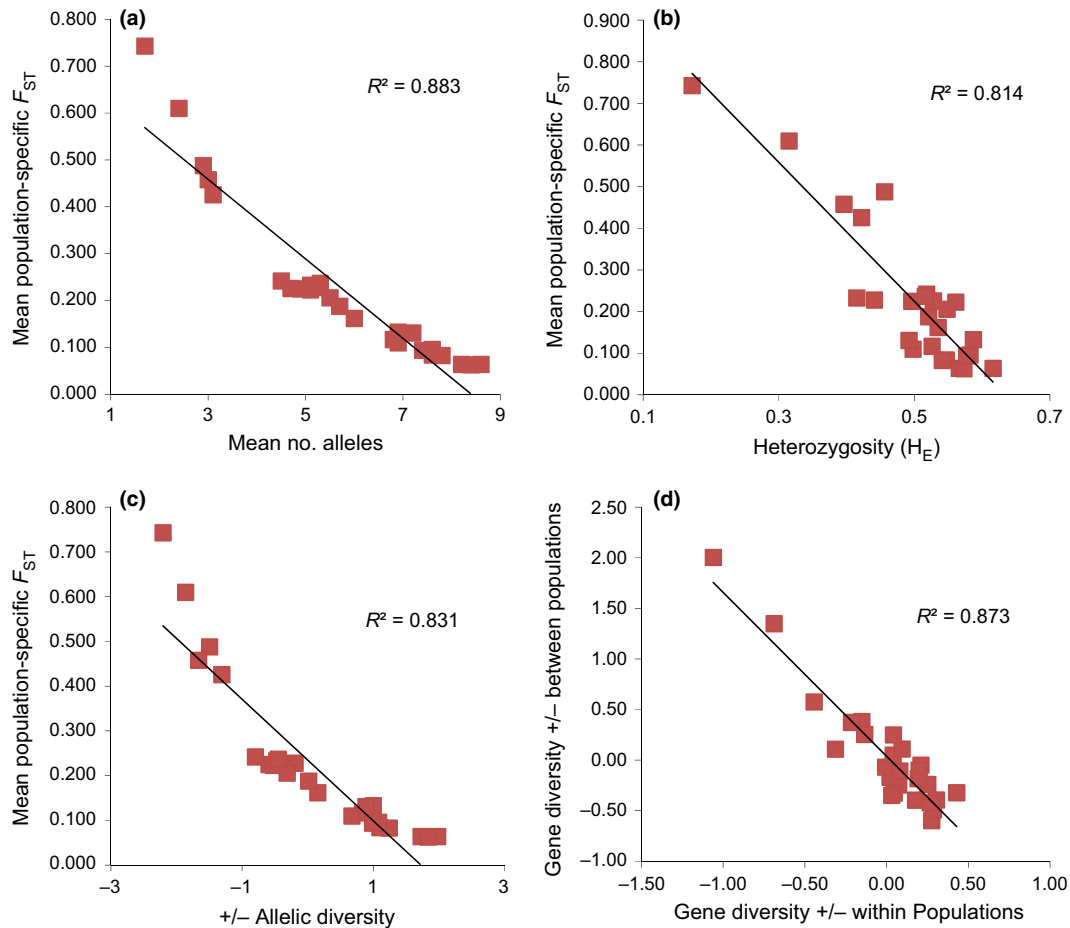 (a)
0.800
0.700
0.600
0.500
0.400
0.300
0.200
0.100
0.000
Mean population-specific FST
R² = 0.883
1 3 5 7 9
Mean no. alleles
(b)
0.900
0.800
0.700
0.600
0.500
0.400
0.300
0.200
0.100
0.000
Mean population-specific FST
R² = 0.814
0.1 0.3 0.5 0.7
Heterozygosity (HE)
(c)
0.800
0.700
0.600
0.500
0.400
0.300
0.200
0.100
0.000
Mean population-specific FST
R² = 0.831
–3 –1 1 3
+/– Allelic diversity
(d)
2.50
2.00
1.50
1.00
0.50
0.00
–0.50
–1.00
Gene diversity +/– between populations
R² = 0.873
–1.50 –1.00 –0.50 0.00 0.50 1.00
Gene diversity +/– within Populations